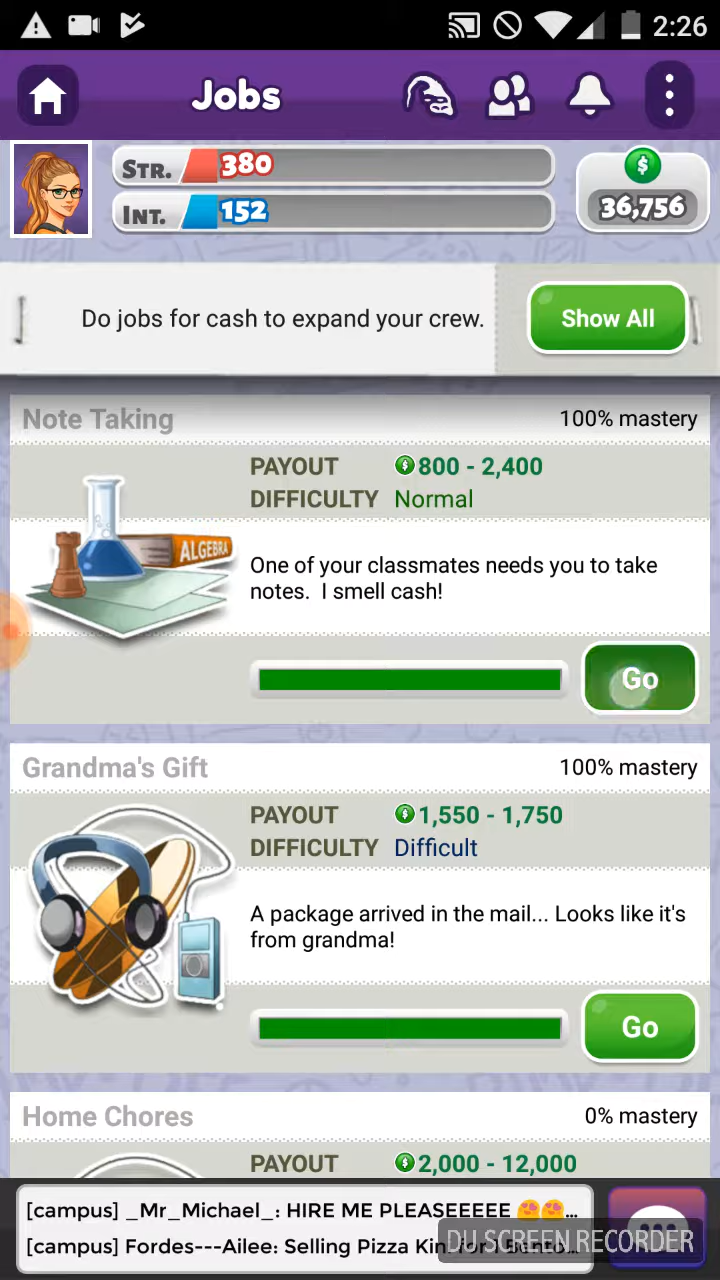 2:26
Jobs
STR. 380
INT. 152
36,756
Do jobs for cash to expand your crew.
Show All
Note Taking
100% mastery
PAYOUT 800 - 2,400
DIFFICULTY Normal
ALGEBRA
One of your classmates needs you to take
notes. I smell cash!
Go
Grandma's Gift
100% mastery
PAYOUT 1,550 - 1,750
DIFFICULTY Difficult
A package arrived in the mail... Looks like it's
from grandma!
Go
Home Chores
0% mastery
PAYOUT 2,000 - 12,000
[campus] _Mr_Michael_: HIRE ME PLEASEEEEE 😍😍...
[campus] Fordes---Ailee: Selling Pizza
DU SCREEN RECORDER